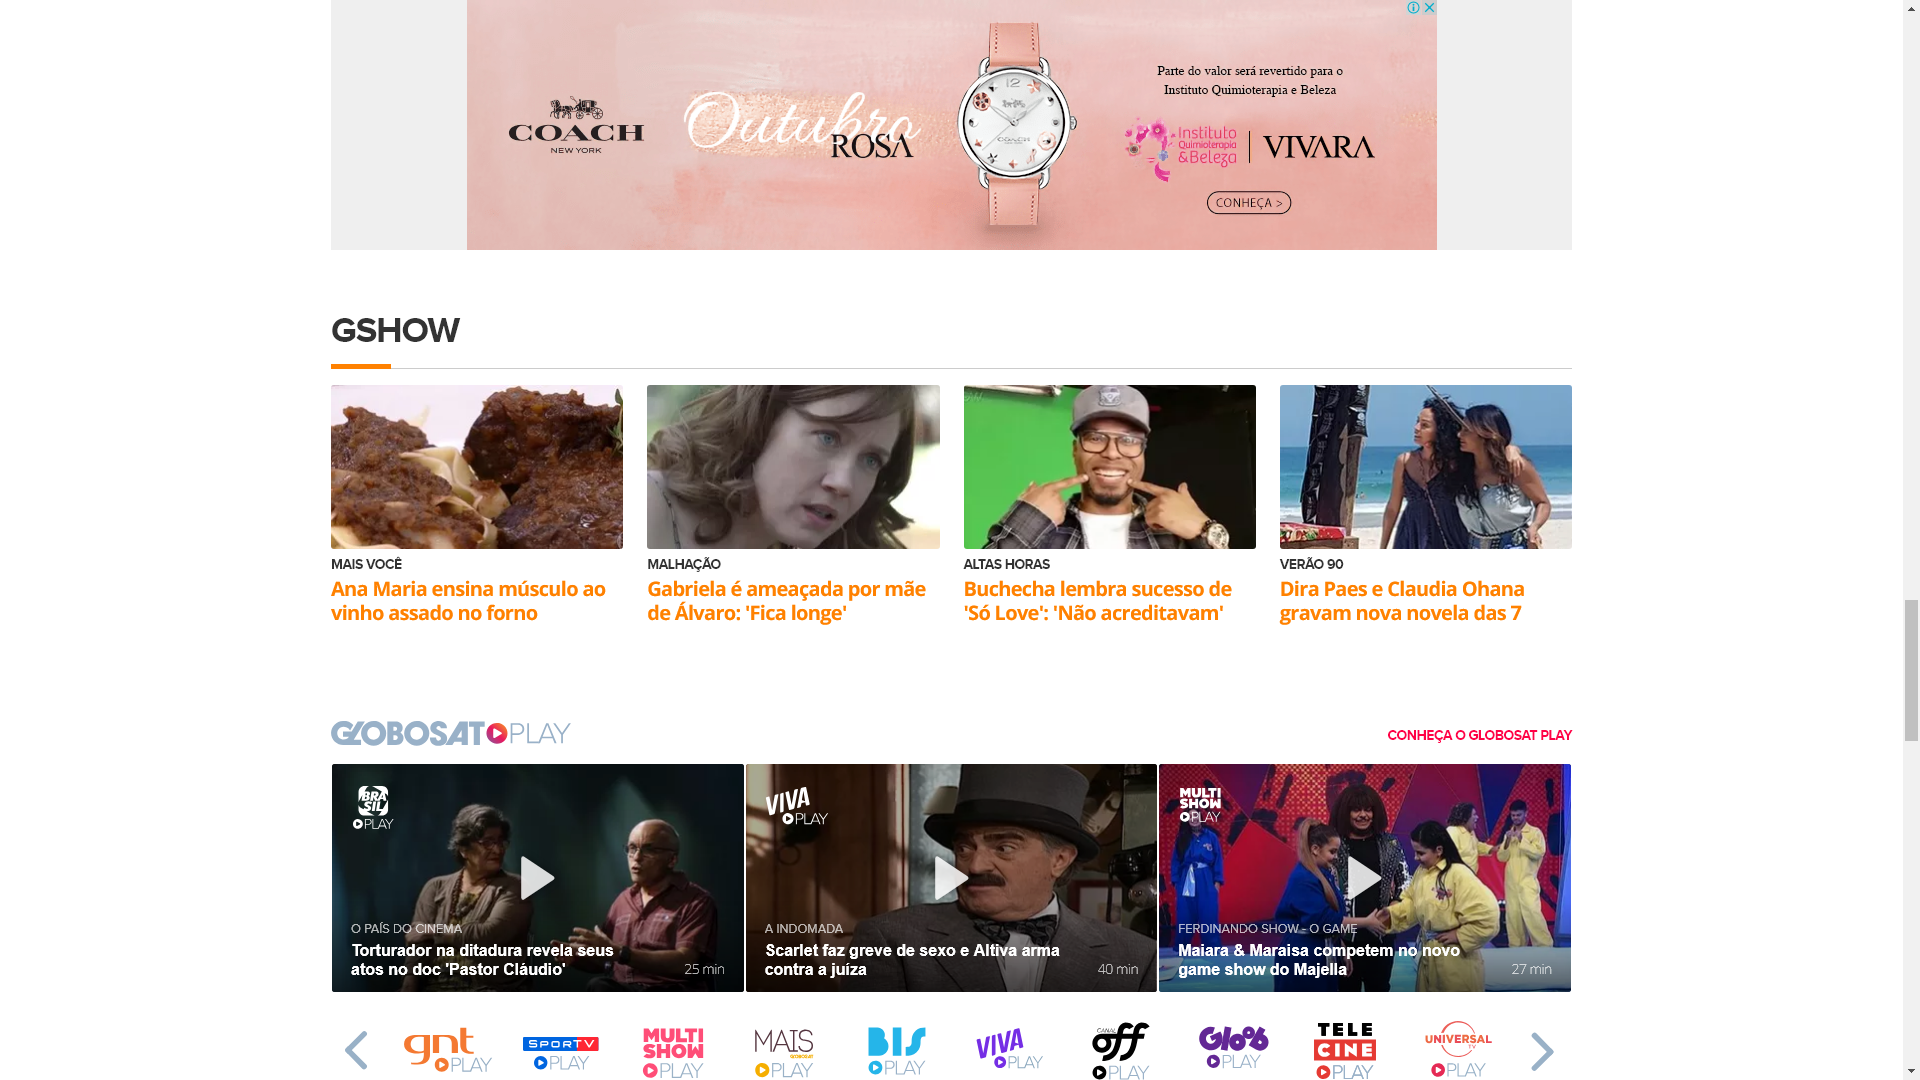 COACH
NEW YORK
Outubro
ROSA
Parte do valor será revertido para o
Instituto Quimioterapia e Beleza
Instituto
Quimioterapia
&Beleza
VIVARA
CONHEÇA >
GSHOW
MAIS VOCÊ
Ana Maria ensina músculo ao
vinho assado no forno
MALHAÇÃO
Gabriela é ameaçada por mãe
de Álvaro: 'Fica longe'
ALTAS HORAS
Buchecha lembra sucesso de
'Só Love': 'Não acreditavam'
VERÃO 90
Dira Paes e Claudia Ohana
gravam nova novela das 7
GLOBOSAT PLAY
CONHEÇA O GLOBOSAT PLAY
BRASIL
PLAY
O PAÍS DO CINEMA
Torturador na ditadura revela seus
atos no doc 'Pastor Cláudio'
25 min
VIVA
PLAY
A INDOMADA
Scarlet faz greve de sexo e Altiva arma
contra a juíza
40 min
MULTI
SHOW
PLAY
FERDINANDO SHOW - O GAME
Maiara & Maraisa competem no novo
game show do Majella
27 min
gnt
PLAY
SPORTV
PLAY
MULTI
SHOW
PLAY
MAIS
GLOBOSAT
PLAY
BIS
PLAY
VIVA
PLAY
CANAL
off
PLAY
Gloob
PLAY
TELE
CINE
PLAY
UNIVERSAL
TV
PLAY